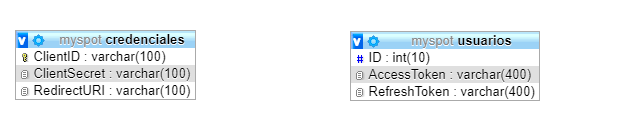 myspot credenciales
ClientID : varchar(100)
ClientSecret : varchar(100)
RedirectURI : varchar(100)
myspot usuarios
# ID : int(10)
AccessToken : varchar(400)
RefreshToken : varchar(400)